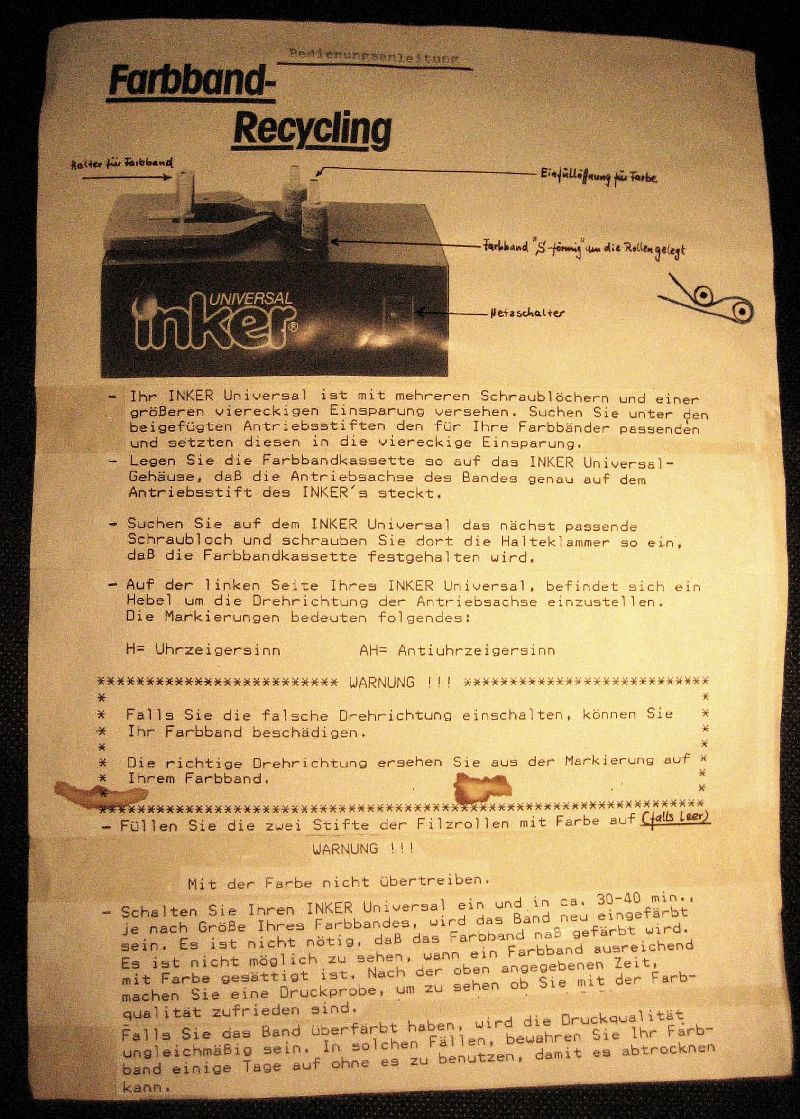 Bedienungsanleitung
Farbband-
Recycling
Halter für Farbband
Einfüllöffnung für Farbe
Farbband "S-förmig" um die Rollen gelegt
UNIVERSAL
inker®
Netzschalter
- Ihr INKER Universal ist mit mehreren Schraublöchern und einer
größeren viereckigen Einsparung versehen. Suchen Sie unter den
beigefügten Antriebsstiften den für Ihre Farbbänder passenden
und setzten diesen in die viereckige Einsparung.
- Legen Sie die Farbbandkassette so auf das INKER Universal-
Gehäuse, daß die Antriebsachse des Bandes genau auf dem
Antriebsstift des INKER´s steckt.
- Suchen Sie auf dem INKER Universal das nächst passende
Schraubloch und schrauben Sie dort die Halteklammer so ein,
daß die Farbbandkassette festgehalten wird.
- Auf der linken Seite Ihres INKER Universal, befindet sich ein
Hebel um die Drehrichtung der Antriebsachse einzustellen.
Die Markierungen bedeuten folgendes:
H= Uhrzeigersinn AH= Antiuhrzeigersinn
************************* WARNUNG !!! *************************
* Falls Sie die falsche Drehrichtung einschalten, können Sie *
* Ihr Farbband beschädigen. *
* Die richtige Drehrichtung ersehen Sie aus der Markierung auf *
* Ihrem Farbband. *
***************************************************************
- Füllen Sie die zwei Stifte der Filzrollen mit Farbe auf (falls leer)
WARNUNG !!!
Mit der Farbe nicht übertreiben.
- Schalten Sie Ihren INKER Universal ein und in ca. 30-40 min.,
je nach Größe Ihres Farbbandes, wird das Band neu eingefärbt
sein. Es ist nicht nötig, daß das Farbband naß gefärbt wird.
Es ist nicht möglich zu sehen, wann ein Farbband ausreichend
mit Farbe gesättigt ist. Nach der oben angegebenen Zeit,
machen Sie eine Druckprobe, um zu sehen ob Sie mit der Farb-
qualität zufrieden sind.
Falls Sie das Band überfärbt haben, wird die Druckqualität
ungleichmäßig sein. In solchen Fällen, bewahren Sie Ihr Farb-
band einige Tage auf ohne es zu benutzen, damit es abtrocknen
kann.